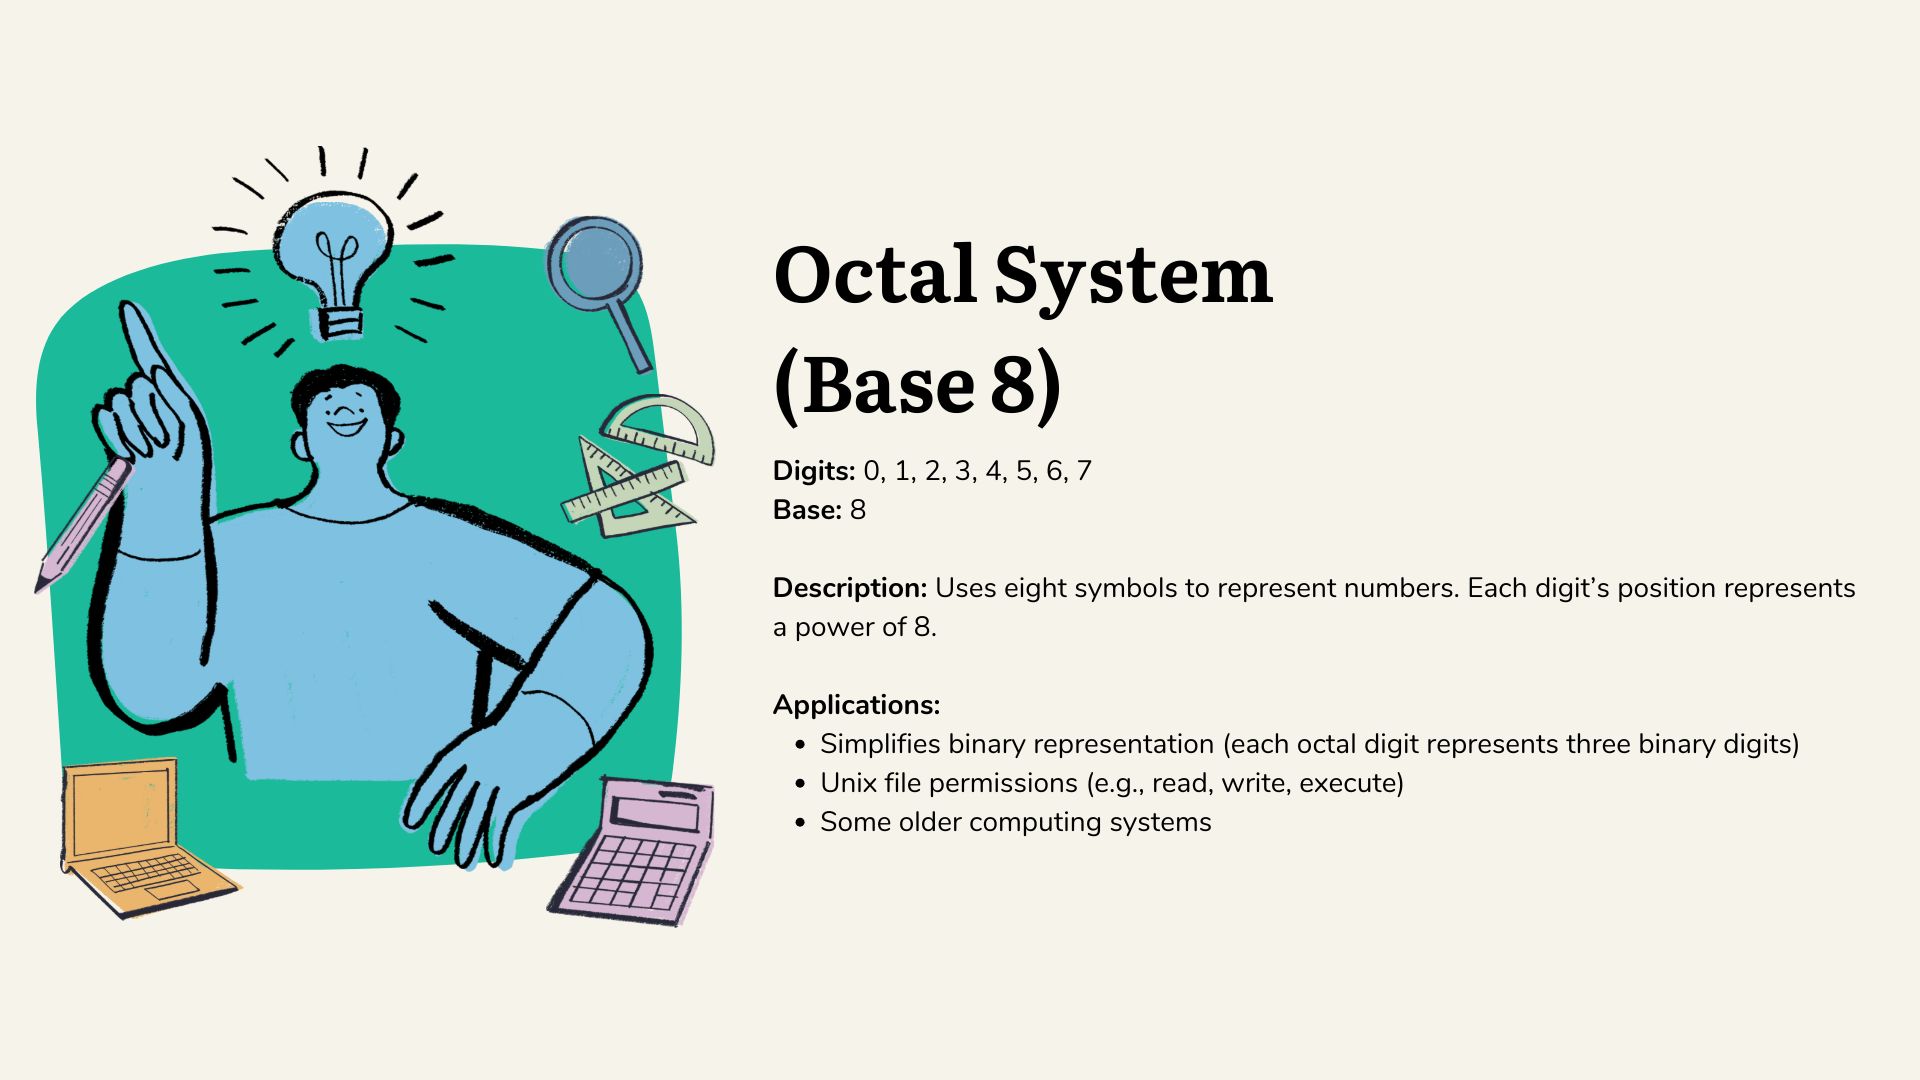 Octal System
(Base 8)
Digits: 0, 1, 2, 3, 4, 5, 6, 7
Base: 8
Description: Uses eight symbols to represent numbers. Each digit’s position represents
a power of 8.
Applications:
• Simplifies binary representation (each octal digit represents three binary digits)
• Unix file permissions (e.g., read, write, execute)
• Some older computing systems